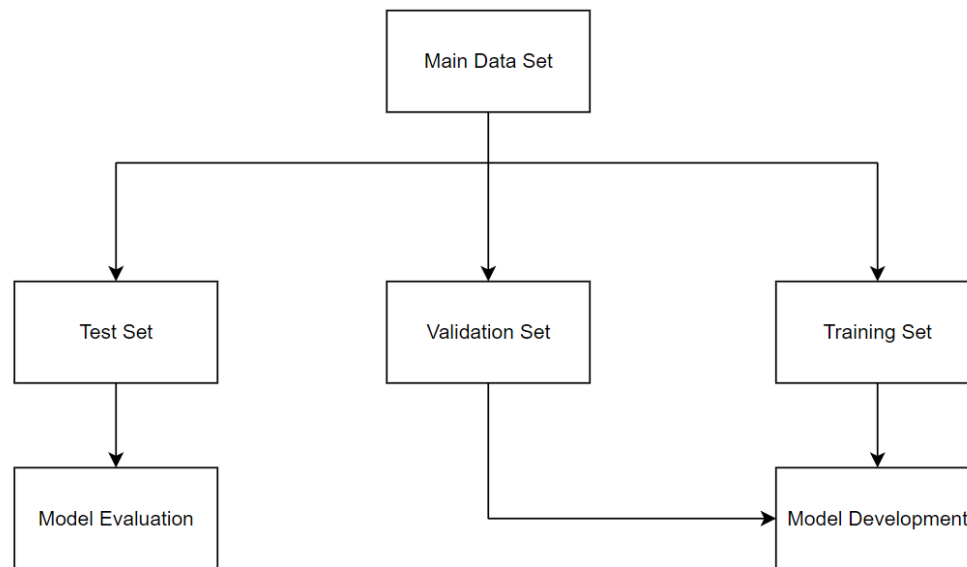 Main Data Set
Test Set
Validation Set
Training Set
Model Evaluation
Model Development